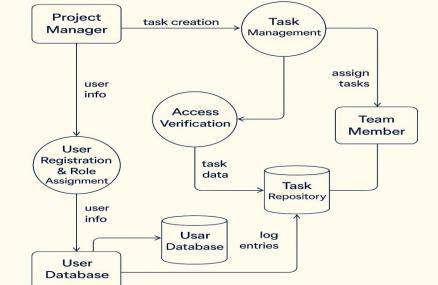 Project
Manager
task creation
Task
Management
user
info
assign
tasks
Access
Verification
Team
Member
User
Registration
& Role
Assignment
task
data
Task
Repository
user
info
Usar
Database
log
entries
User
Database